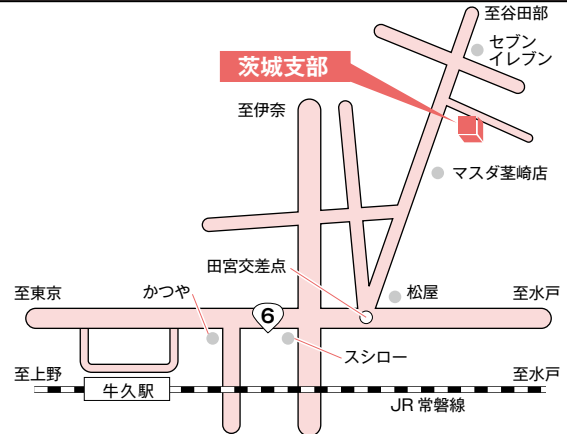 至谷田部
セブン
イレブン
茨城支部
至伊奈
マスダ茎崎店
田宮交差点
至東京
かつや
6
松屋
至水戸
スシロー
至上野
牛久駅
至水戸
JR 常磐線